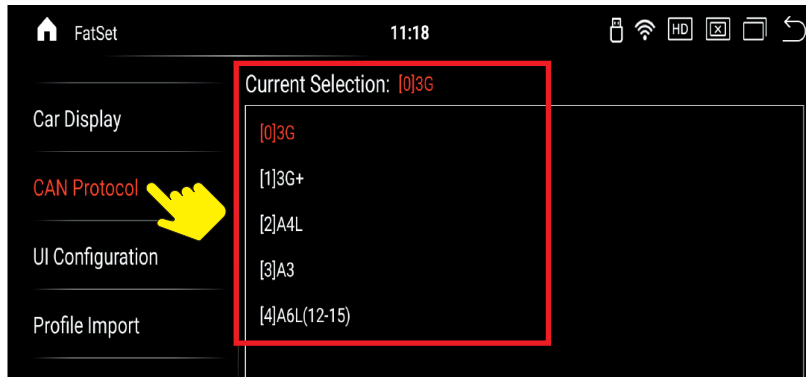 FatSet
11:18
HD
Current Selection: [0]3G
Car Display
[0]3G
CAN Protocol
[1]3G+
[2]A4L
UI Configuration
[3]A3
Profile Import
[4]A6L(12-15)